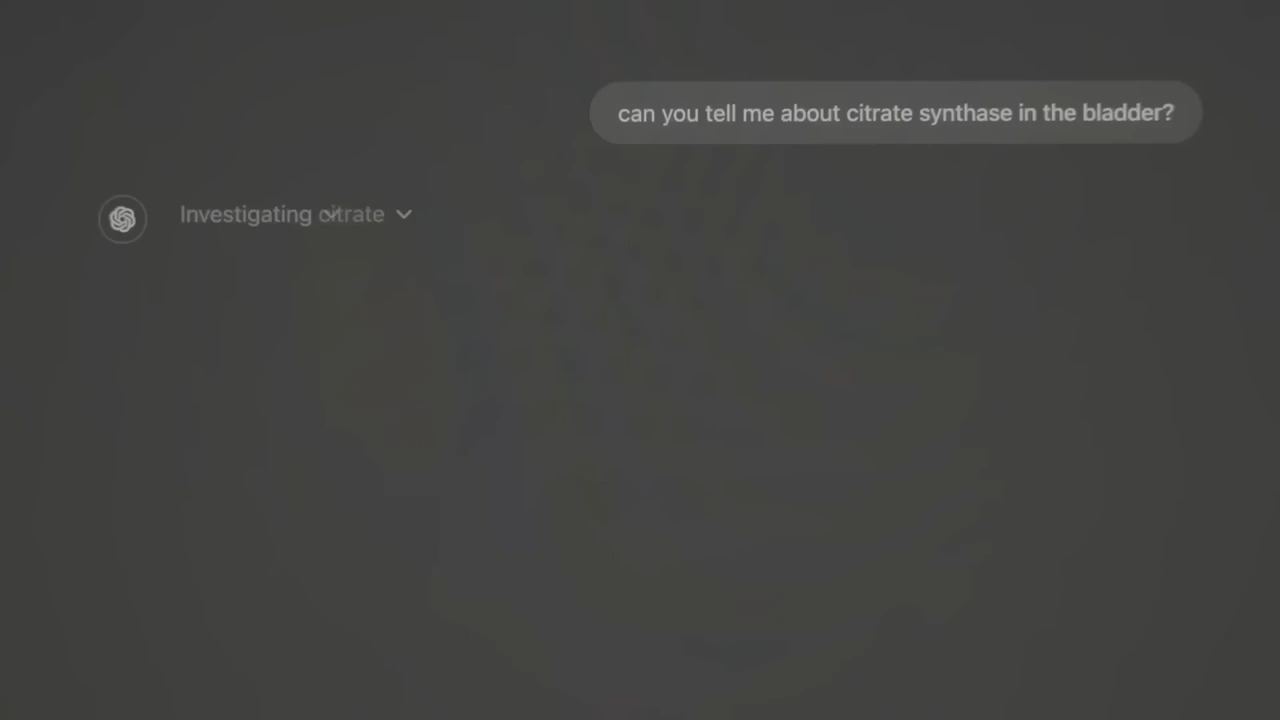 can you tell me about citrate synthase in the bladder?
Investigating citrate